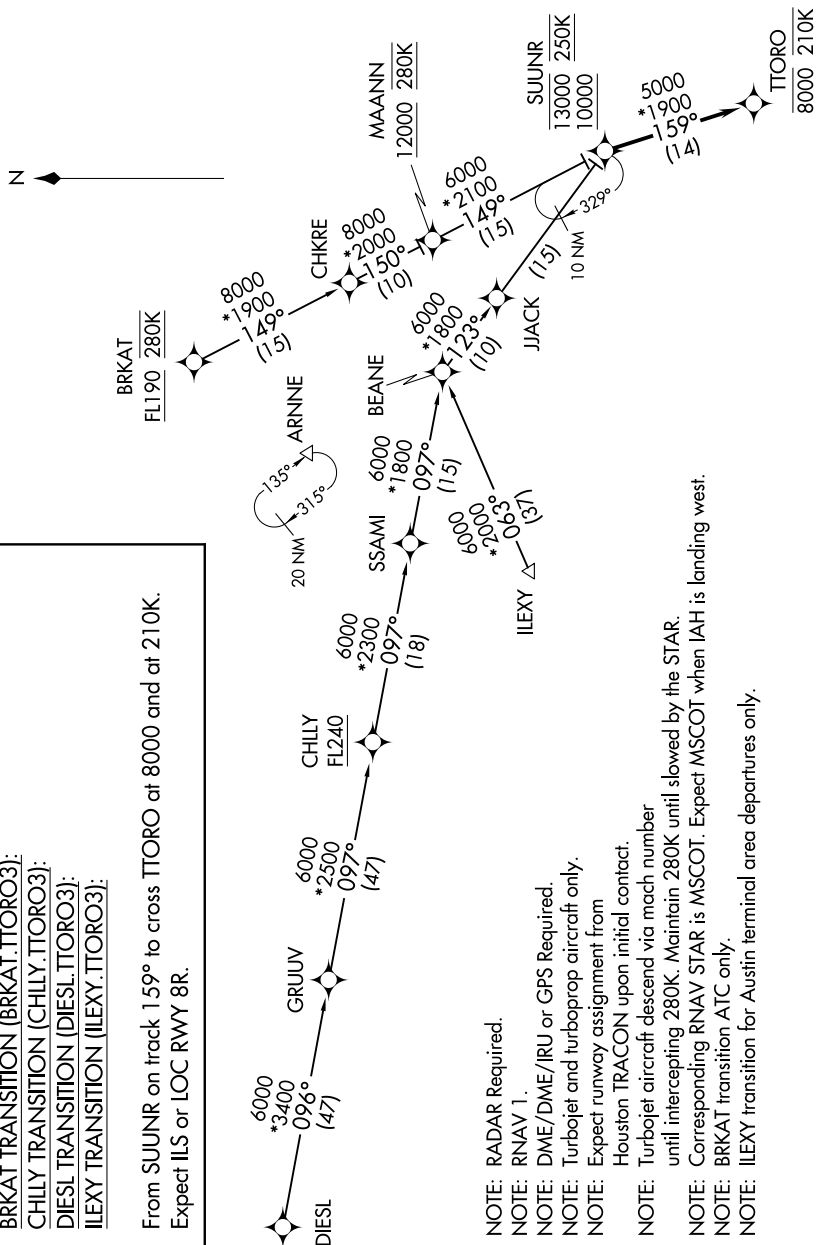 BRKAT TRANSITION (BRKAT.TTORO3):
CHLLY TRANSITION (CHLLY.TTORO3):
DIESL TRANSITION (DIESL.TTORO3):
ILEXY TRANSITION (ILEXY.TTORO3):
From SUUNR on track 159° to cross TTORO at 8000 and at 210K.
Expect ILS or LOC RWY 8R.
N
BRKAT
FL190 280K
8000
*1900
149°
(15)
CHKRE
8000
*2000
150°
(10)
MAANN
12000 280K
6000
*2100
149°
(15)
SUUNR
13000 250K
10000
329°
10 NM
5000
*1900
159°
(14)
TTORO
8000 210K
ARNNE
135°
315°
20 NM
DIESL
6000
*3400
096°
(47)
GRUUV
6000
*2500
097°
(47)
CHLLY
FL240
6000
*2300
097°
(18)
SSAMI
6000
*1800
097°
(15)
BEANE
6000
*1800
123°
(10)
JJACK
(15)
ILEXY
6000
*2000
063°
(37)
NOTE: RADAR Required.
NOTE: RNAV 1.
NOTE: DME/DME/IRU or GPS Required.
NOTE: Turbojet and turboprop aircraft only.
NOTE: Expect runway assignment from
Houston TRACON upon initial contact.
NOTE: Turbojet aircraft descend via mach number
until intercepting 280K. Maintain 280K until slowed by the STAR.
NOTE: Corresponding RNAV STAR is MSCOT. Expect MSCOT when IAH is landing west.
NOTE: BRKAT transition ATC only.
NOTE: ILEXY transition for Austin terminal area departures only.